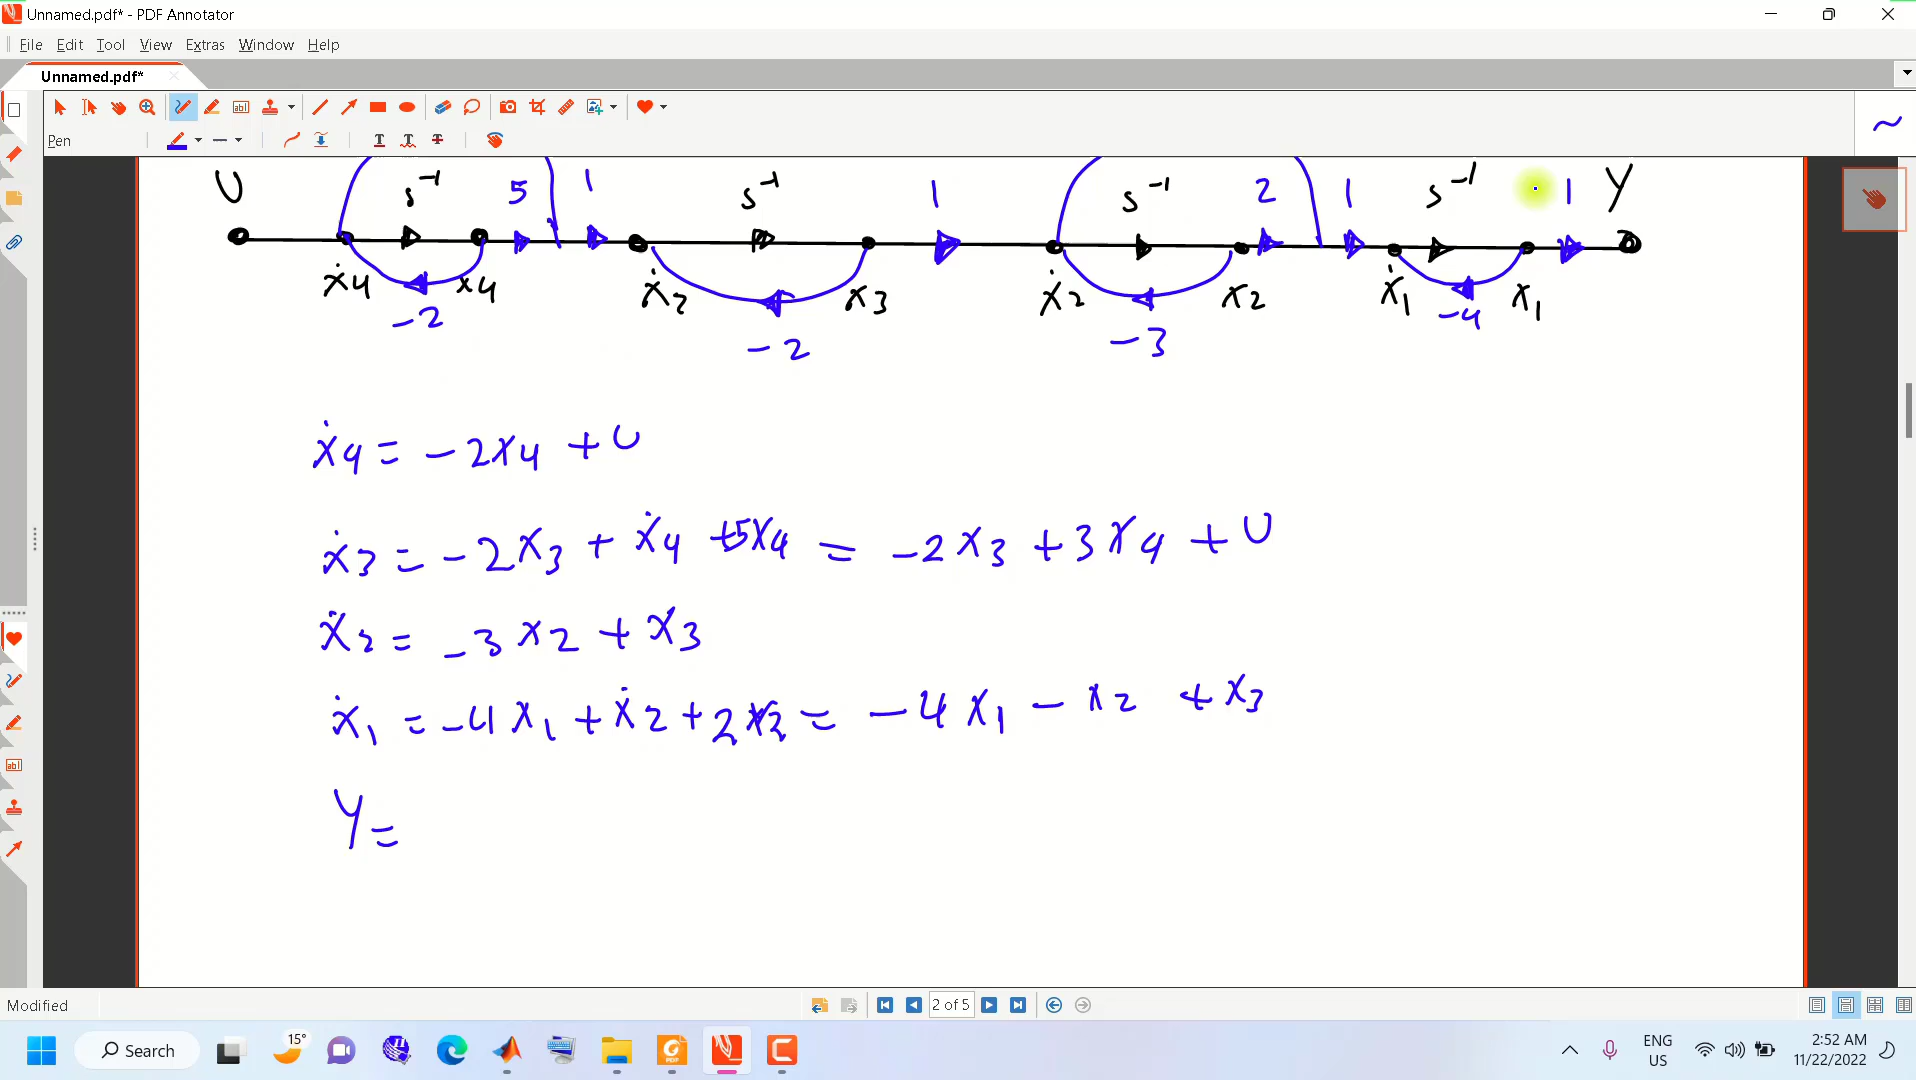 Unnamed.pdf* - PDF Annotator
File Edit Tool View Extras Window Help
Unnamed.pdf*
Pen
U s⁻¹ 5 1 s⁻¹ 1 s⁻¹ 2 1 s⁻¹ 1 Y
ẋ4 x4 ẋ3 x3 ẋ2 x2 ẋ1 x1
-2 -2 -3 -4
ẋ4 = -2x4 + U
ẋ3 = -2x3 + ẋ4 + 5x4 = -2x3 + 3x4 + U
ẋ2 = -3x2 + x3
ẋ1 = -4x1 + ẋ2 + 2x2 = -4x1 - x2 + x3
Y =
Modified
2 of 5
15°
Search
ENG
US
2:52 AM
11/22/2022